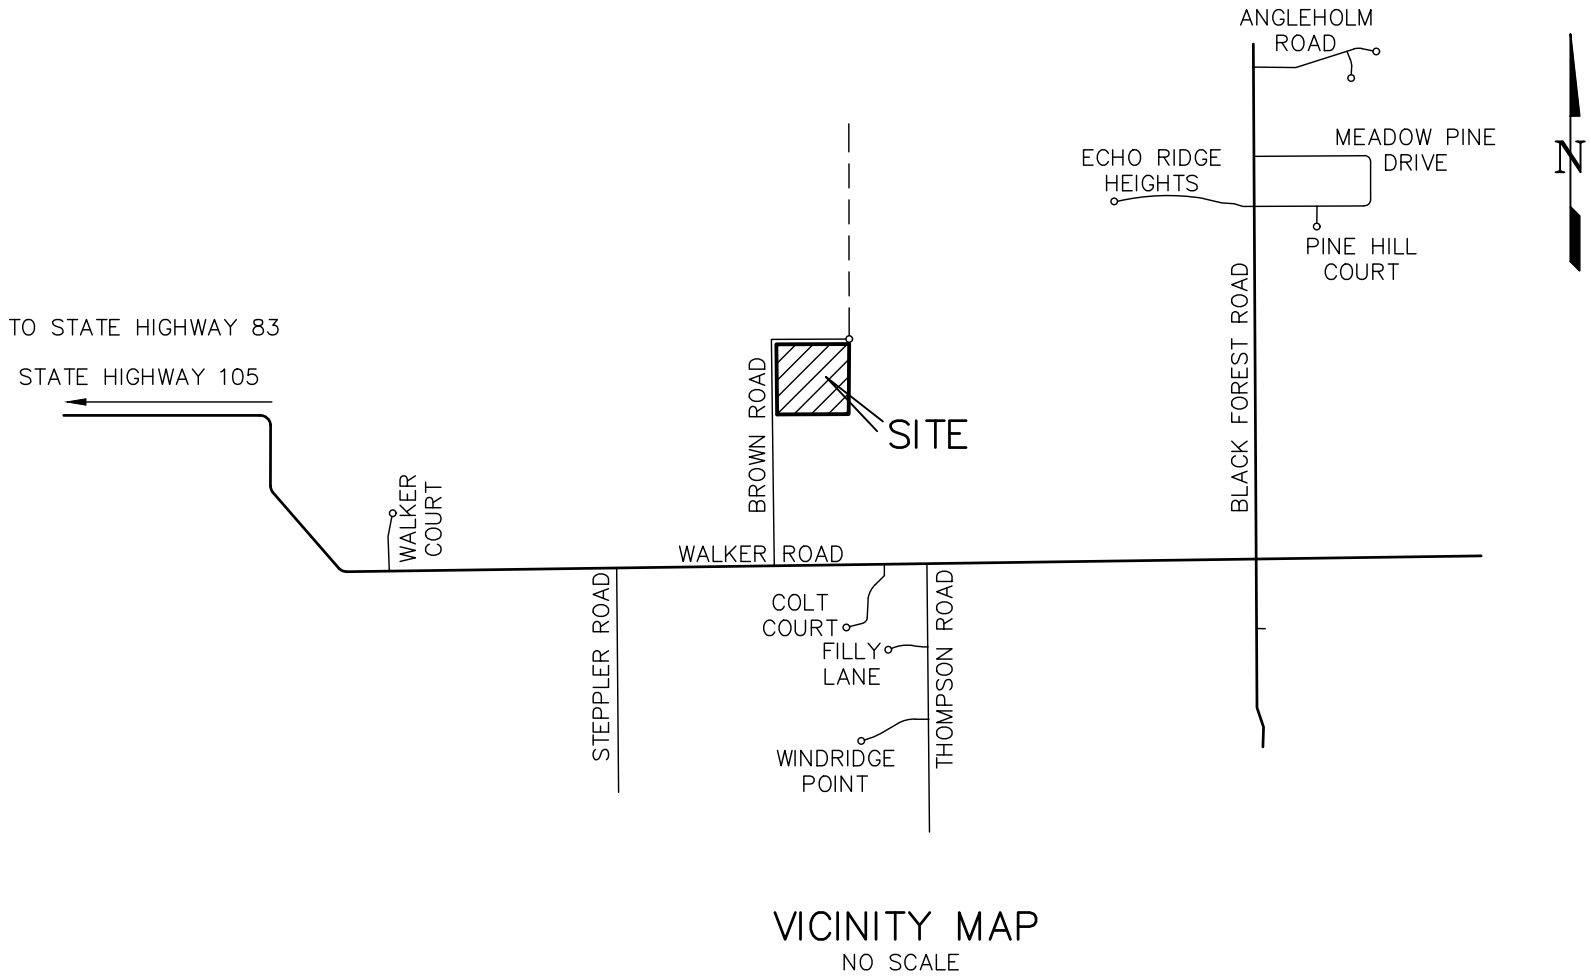 ANGLEHOLM
ROAD
MEADOW PINE
DRIVE
N
ECHO RIDGE
HEIGHTS
PINE HILL
COURT
BLACK FOREST ROAD
TO STATE HIGHWAY 83
STATE HIGHWAY 105
BROWN ROAD
SITE
WALKER
COURT
WALKER ROAD
STEPPLER ROAD
COLT
COURT
FILLY
LANE
THOMPSON ROAD
WINDRIDGE
POINT
VICINITY MAP
NO SCALE